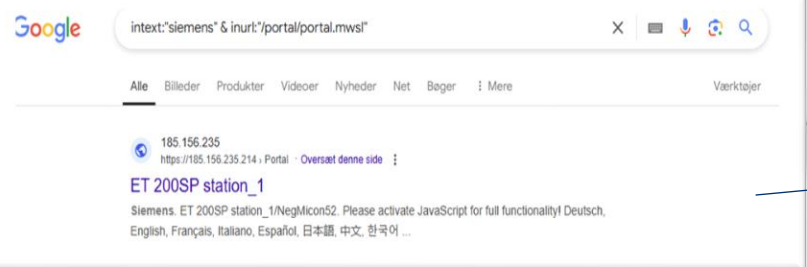 Google
intext:"siemens" & inurl:"/portal/portal.mwsl"
Alle Billeder Produkter Videoer Nyheder Net Bøger Mere Værktøjer
185.156.235
https://185.156.235.214 › Portal · Oversæt denne side
ET 200SP station_1
Siemens. ET 200SP station_1/NegMicon52. Please activate JavaScript for full functionality! Deutsch,
English, Français, Italiano, Español, 日本語, 中文, 한국어 ...